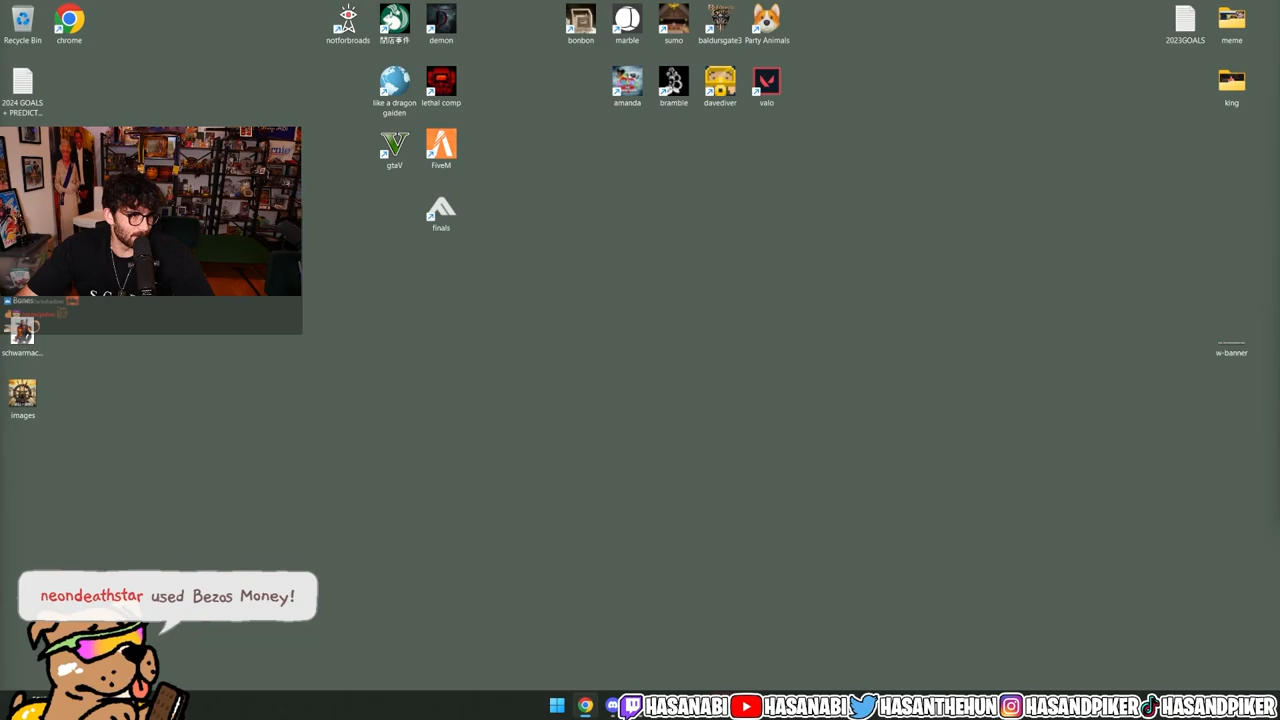 Recycle Bin
chrome
notforbroads
閉店事件
demon
bonbon
marble
sumo
baldursgate3
Party Animals
2023GOALS
meme
2024 GOALS
+ PREDICT...
like a dragon
gaiden
lethal comp
amanda
bramble
davediver
valo
king
gtaV
FiveM
finals
Bones
schwarmac...
w-banner
images
neondeathstar used Bezos Money!
HASANABI
HASANABI
HASANTHEHUN
HASANDPIKER
HASANDPIKER